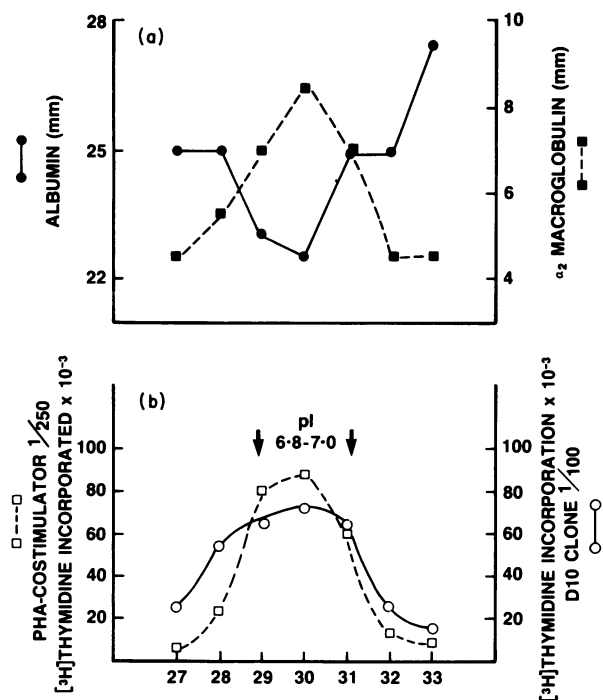 28
(a)
25
22
ALBUMIN (mm)
10
8
6
4
α2 MACROGLOBULIN (mm)
(b)
pI
6·8-7·0
100
80
60
40
20
PHA-COSTIMULATOR 1/250
[³H]THYMIDINE INCORPORATED x 10⁻³
100
80
60
40
20
[³H]THYMIDINE INCORPORATION x 10⁻³
D10 CLONE 1/100
27 28 29 30 31 32 33